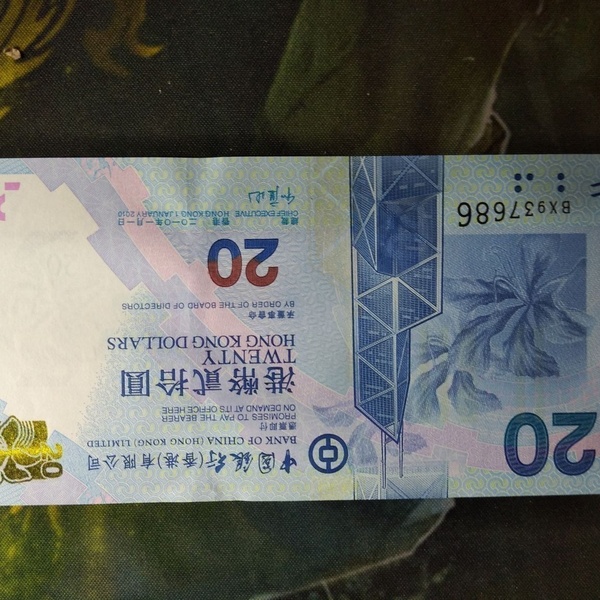 中國銀行(香港)有限公司
BANK OF CHINA (HONG KONG) LIMITED
20
憑票即付
PROMISES TO PAY THE BEARER
ON DEMAND AT ITS OFFICE HERE
港幣貳拾圓
TWENTY
HONG KONG DOLLARS
承董事會命
BY ORDER OF THE BOARD OF DIRECTORS
20
BX937686
總裁 香港 二〇一〇年一月一日
CHIEF EXECUTIVE HONG KONG 1 JANUARY 2010